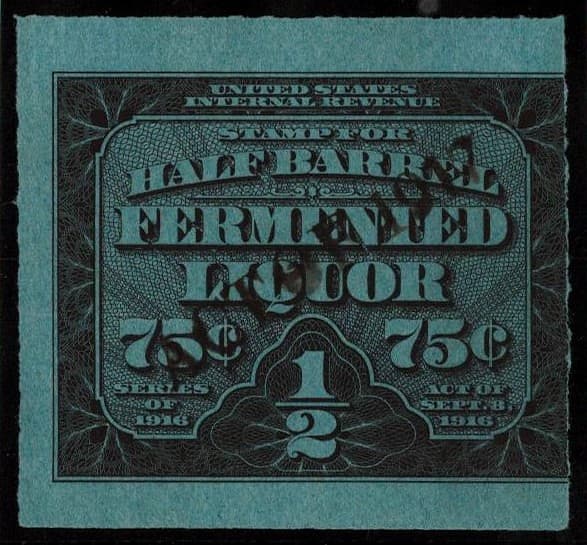 UNITED STATES
INTERNAL REVENUE
STAMP FOR
HALF BARREL
FERMENTED
LIQUOR
75¢ 75¢
1/2
SERIES
OF
1916
ACT OF
SEPT. 8,
1916